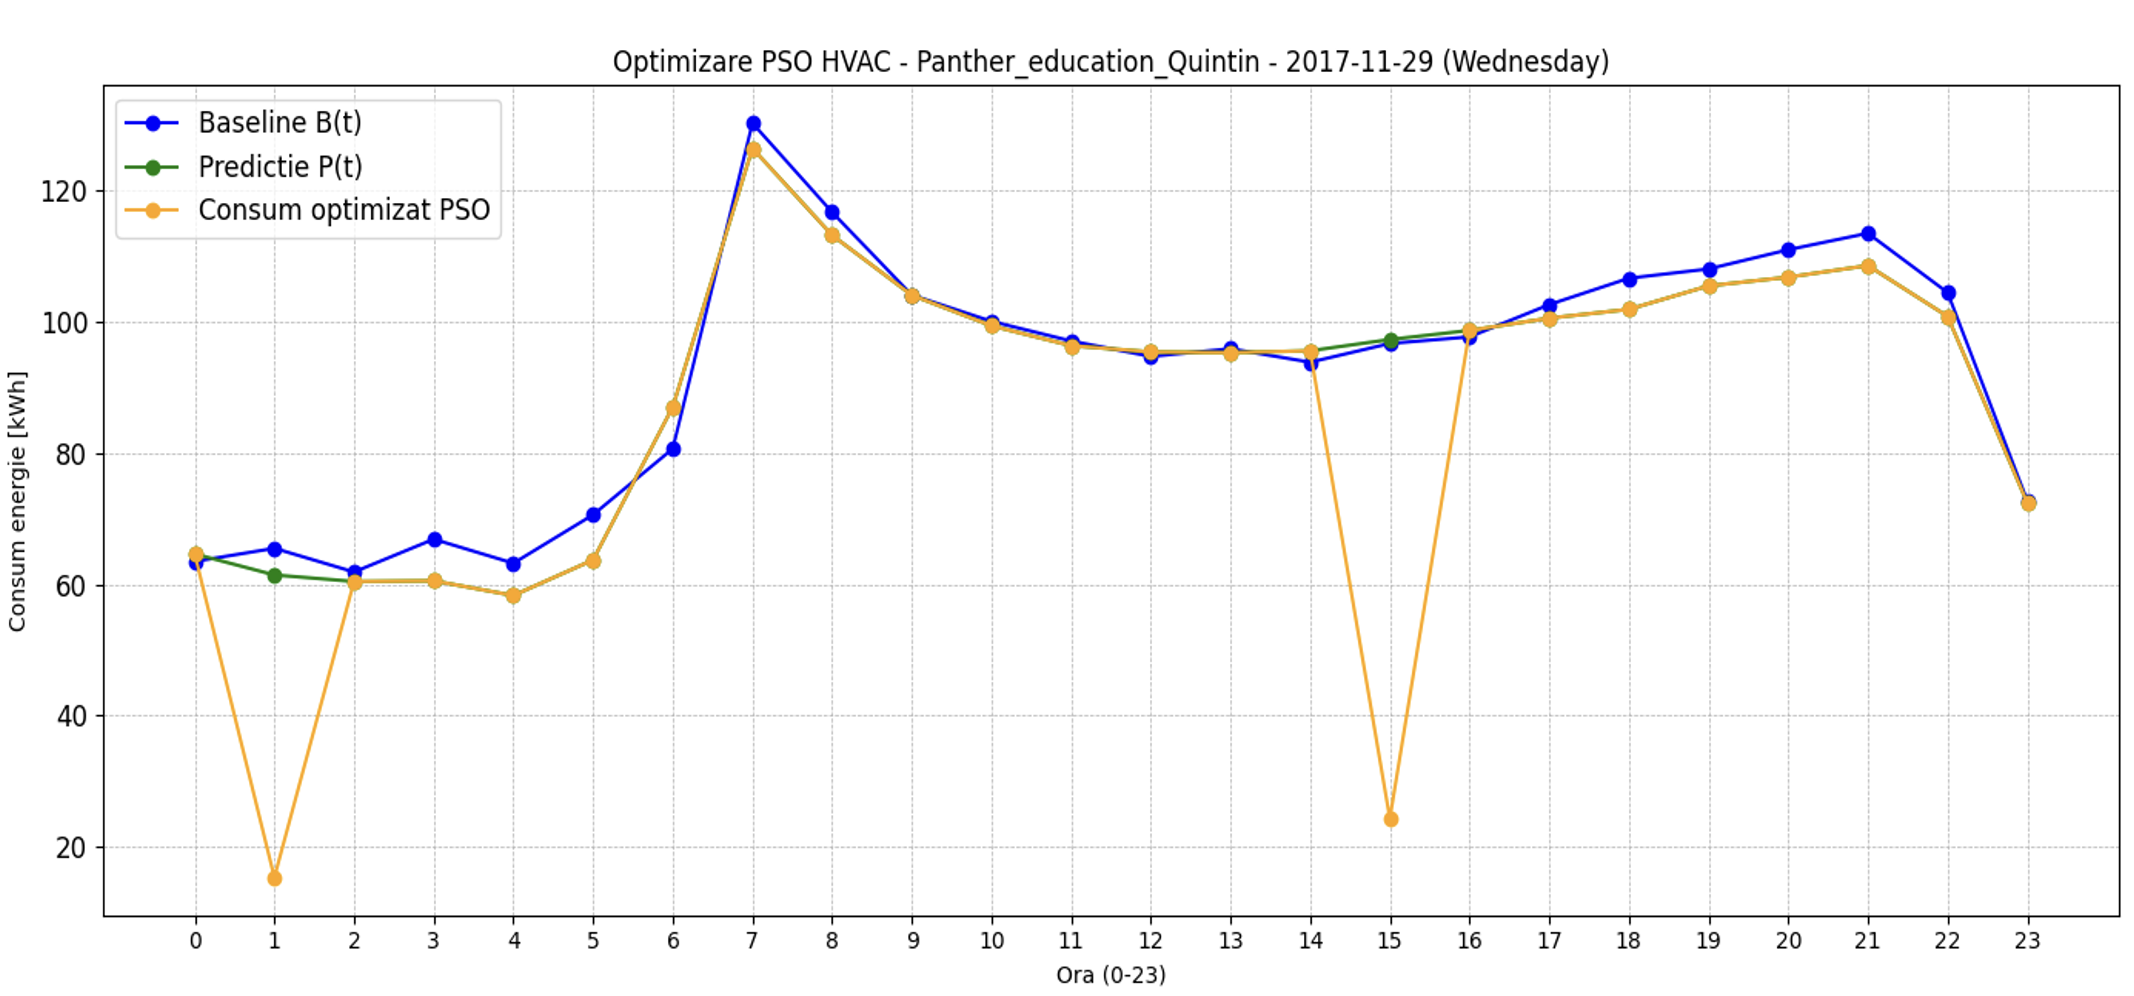 Optimizare PSO HVAC - Panther_education_Quintin - 2017-11-29 (Wednesday)
Baseline B(t)
Predictie P(t)
Consum optimizat PSO
Consum energie [kWh]
120
100
80
60
40
20
0 1 2 3 4 5 6 7 8 9 10 11 12 13 14 15 16 17 18 19 20 21 22 23
Ora (0-23)